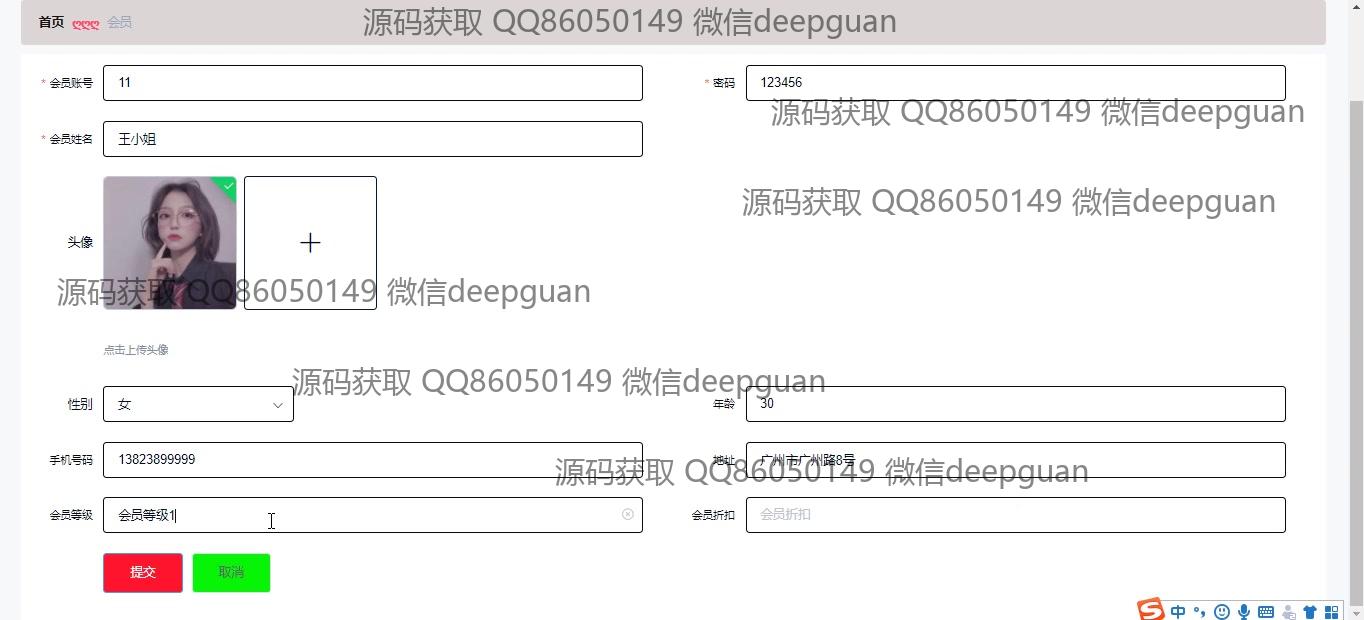 首页 ღღღ 会员
源码获取 QQ86050149 微信deepguan
* 会员账号 11
* 密码 123456
源码获取 QQ86050149 微信deepguan
* 会员姓名 王小姐
源码获取 QQ86050149 微信deepguan
头像
源码获取 QQ86050149 微信deepguan
点击上传头像
源码获取 QQ86050149 微信deepguan
性别 女
年龄 30
手机号码 13823899999
地址 广州市广州路8号
源码获取 QQ86050149 微信deepguan
会员等级 会员等级1
会员折扣 会员折扣
提交 取消
中